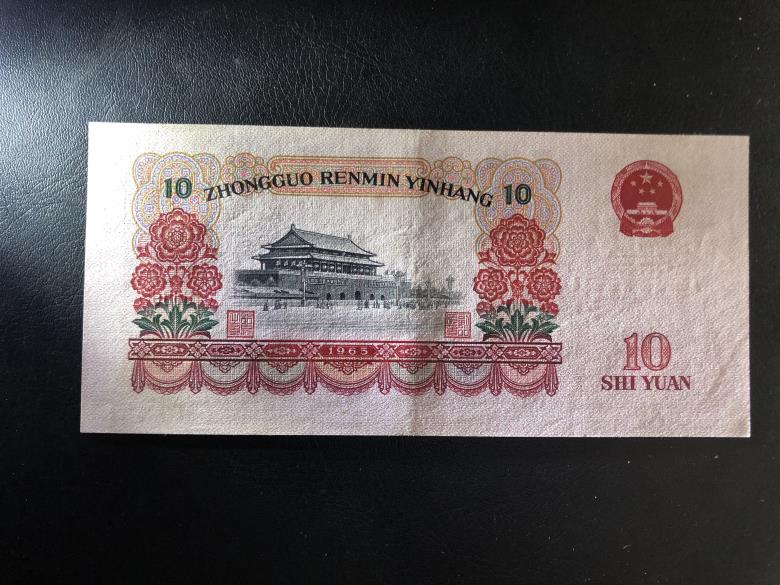 10 ZHONGGUO RENMIN YINHANG 10
1965
10
SHI YUAN